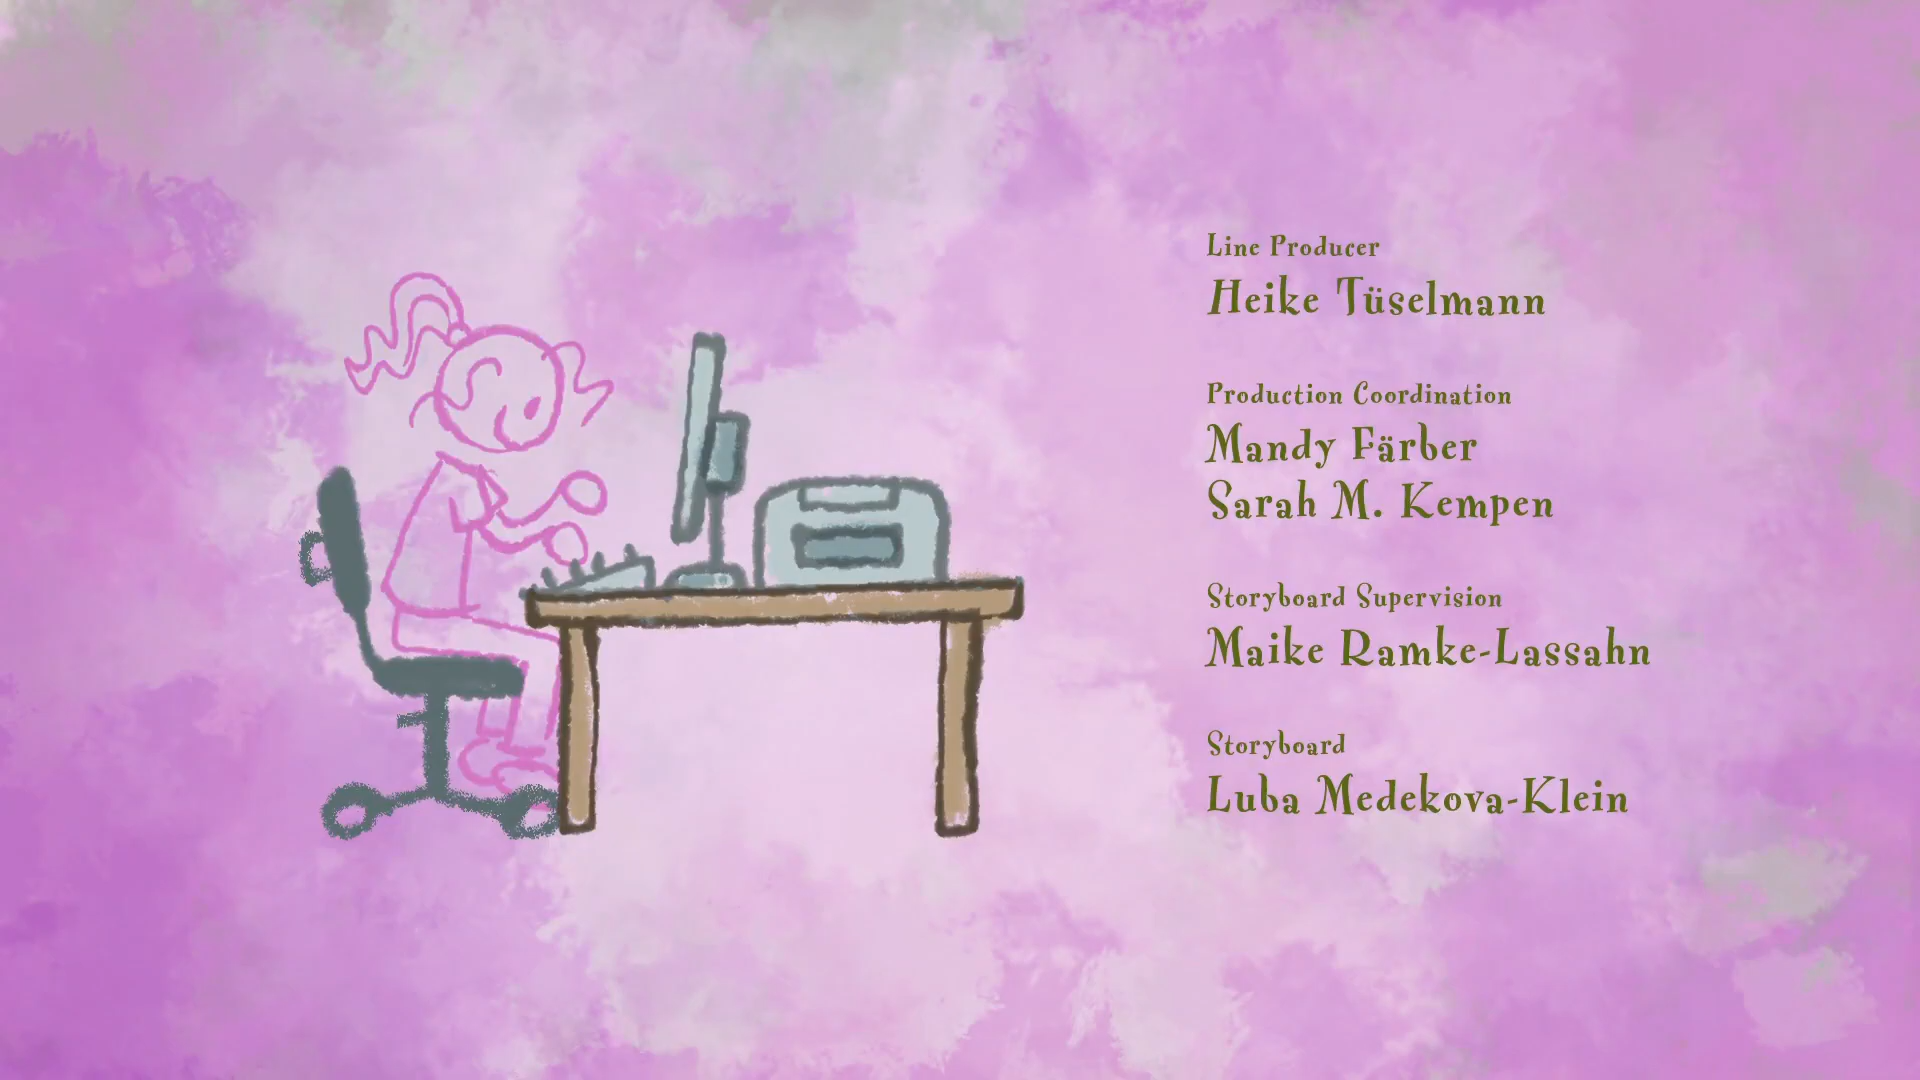 Line Producer
Heike Tüselmann
Production Coordination
Mandy Färber
Sarah M. Kempen
Storyboard Supervision
Maike Ramke-Lassahn
Storyboard
Luba Medekova-Klein